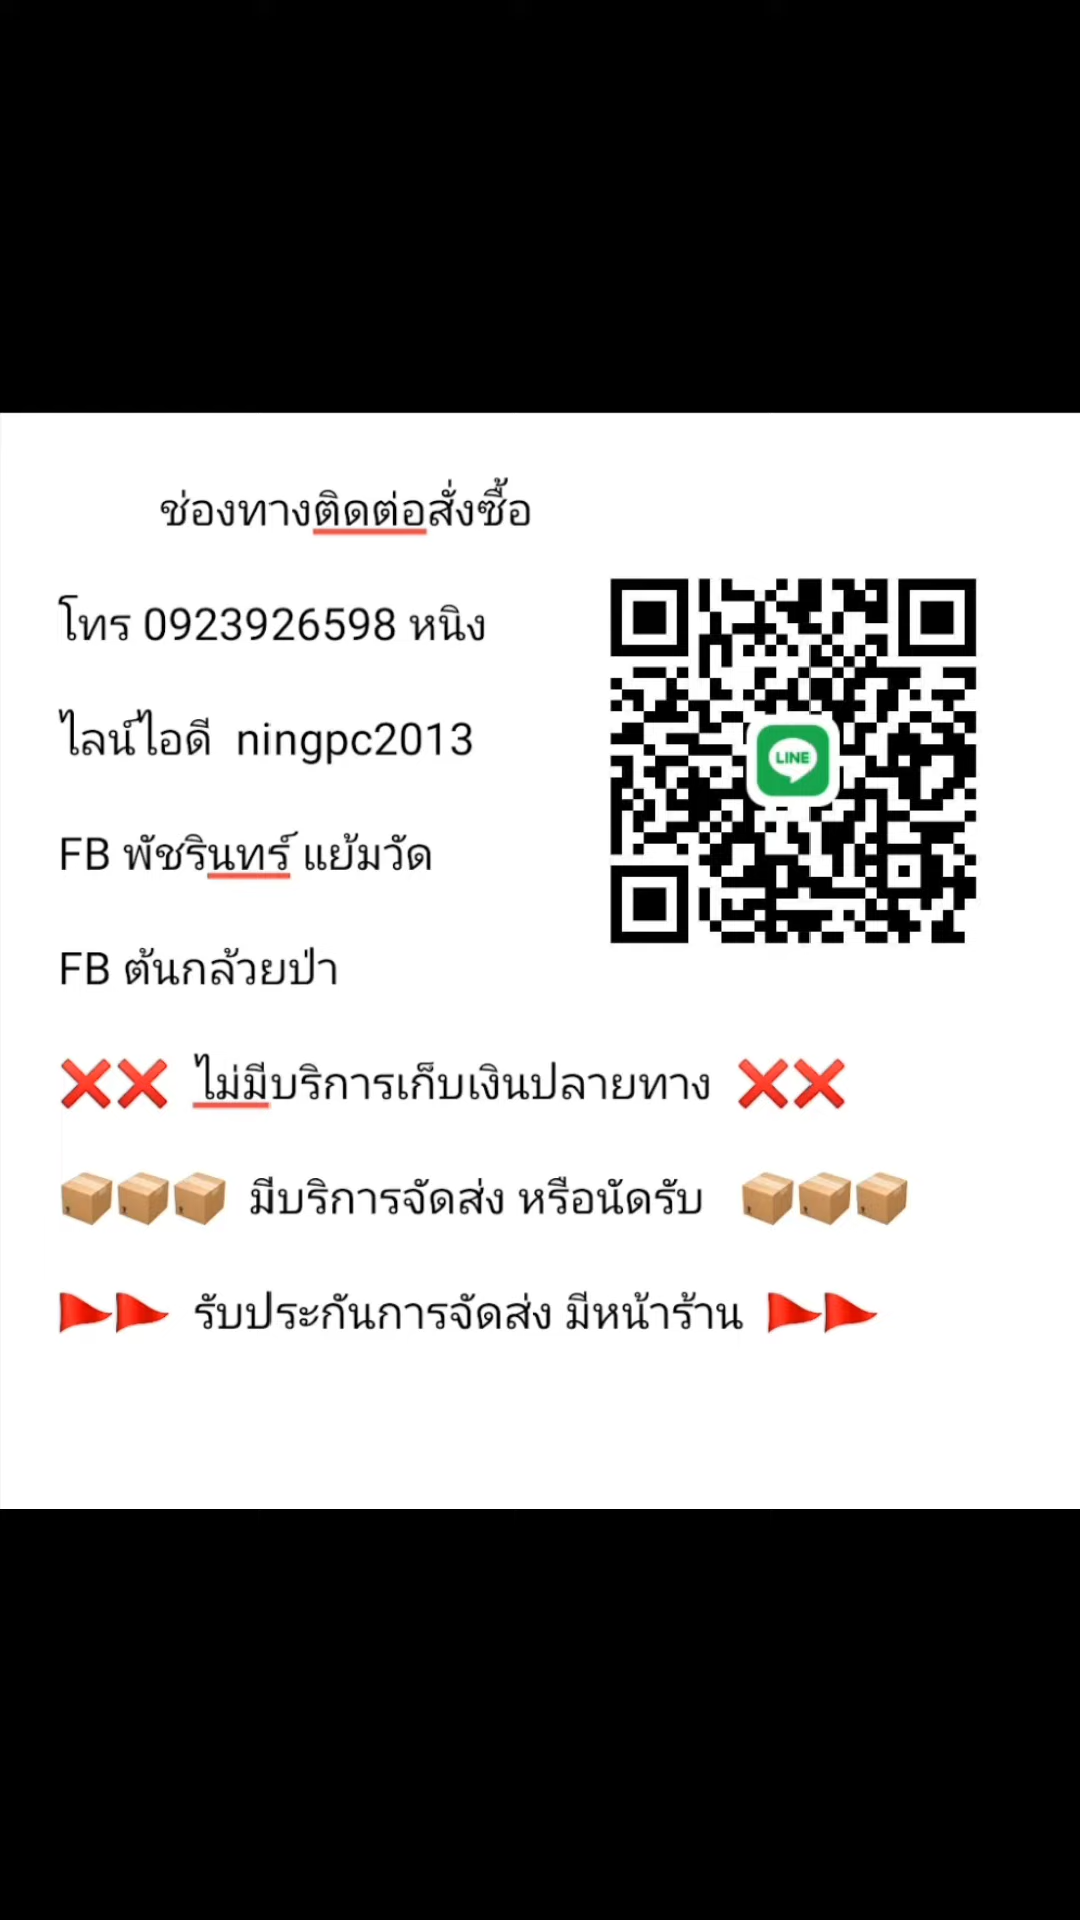 ช่องทางติดต่อสั่งซื้อ
โทร 0923926598 หนิง
ไลน์ไอดี ningpc2013
LINE
FB พัชรินทร์ แย้มวัด
FB ต้นกล้วยป่า
❌❌ ไม่มีบริการเก็บเงินปลายทาง ❌❌
📦📦📦 มีบริการจัดส่ง หรือนัดรับ 📦📦📦
🚩🚩 รับประกันการจัดส่ง มีหน้าร้าน 🚩🚩